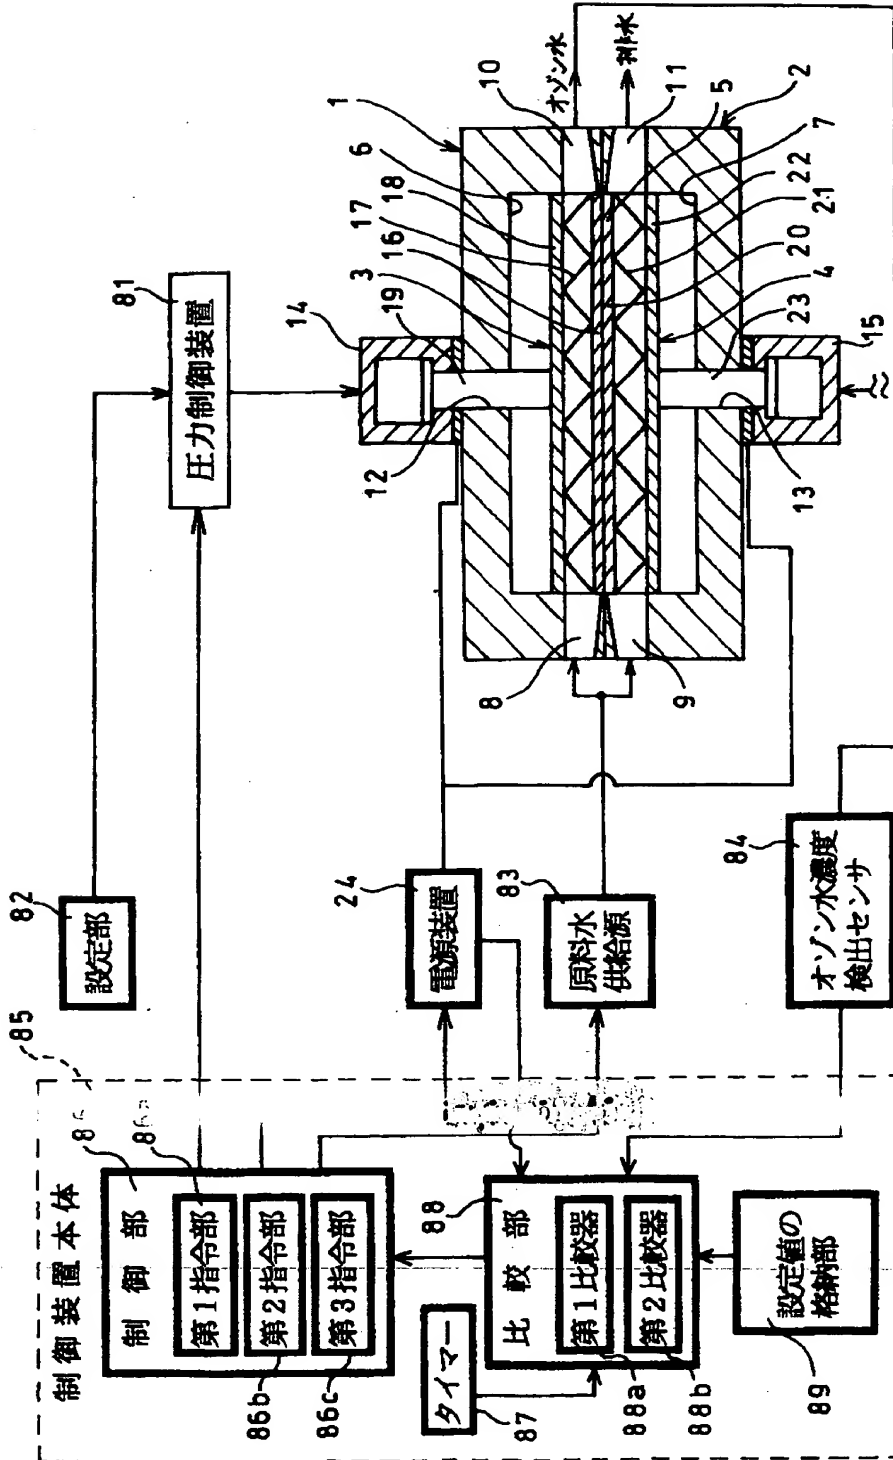 制御装置本体
85
制御部
8
86a
第1指令部
第2指令部
第3指令部
86b
86c
タイマー
87
比較部
88
第1比較器
第2比較器
88a
88b
設定値の
格納部
89
設定部
82
圧力制御装置
81
電源装置
24
原料水
供給源
83
オゾン水濃度
検出センサ
84
オゾン水
排水
1
2
3
4
5
6
7
8
9
10
11
12
13
14
15
16
17
18
19
20
21
22
23